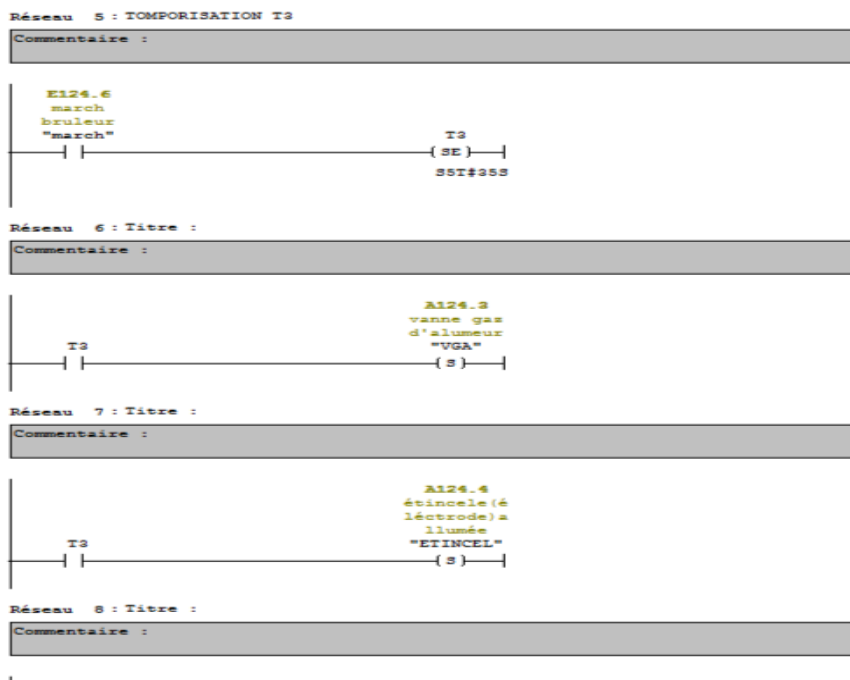 Réseau 5 : TOMPORISATION T3
Commentaire :
E124.6
march
bruleur
"march"
T3
SE
S5T#35S
Réseau 6 : Titre :
Commentaire :
A124.3
vanne gas
d'alumeur
T3
"VGA"
S
Réseau 7 : Titre :
Commentaire :
A124.4
étincele(é
léctrode)a
llumée
T3
"ETINCEL"
S
Réseau 8 : Titre :
Commentaire :